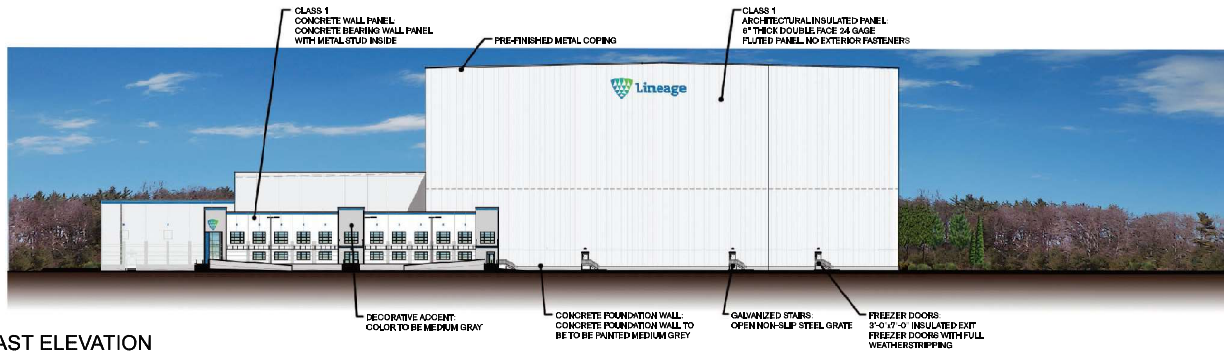 CLASS 1
CONCRETE WALL PANEL:
CONCRETE BEARING WALL PANEL
WITH METAL STUD INSIDE
PRE-FINISHED METAL COPING
CLASS 1
ARCHITECTURAL INSULATED PANEL:
6" THICK DOUBLE FACE 24 GAGE
FLUTED PANEL. NO EXTERIOR FASTENERS
Lineage
DECORATIVE ACCENT:
COLOR TO BE MEDIUM GRAY
CONCRETE FOUNDATION WALL:
CONCRETE FOUNDATION WALL TO
BE TO BE PAINTED MEDIUM GREY
GALVANIZED STAIRS:
OPEN NON-SLIP STEEL GRATE
FREEZER DOORS:
3'-0"x7'-0" INSULATED EXIT
FREEZER DOORS WITH FULL
WEATHERSTRIPPING
AST ELEVATION